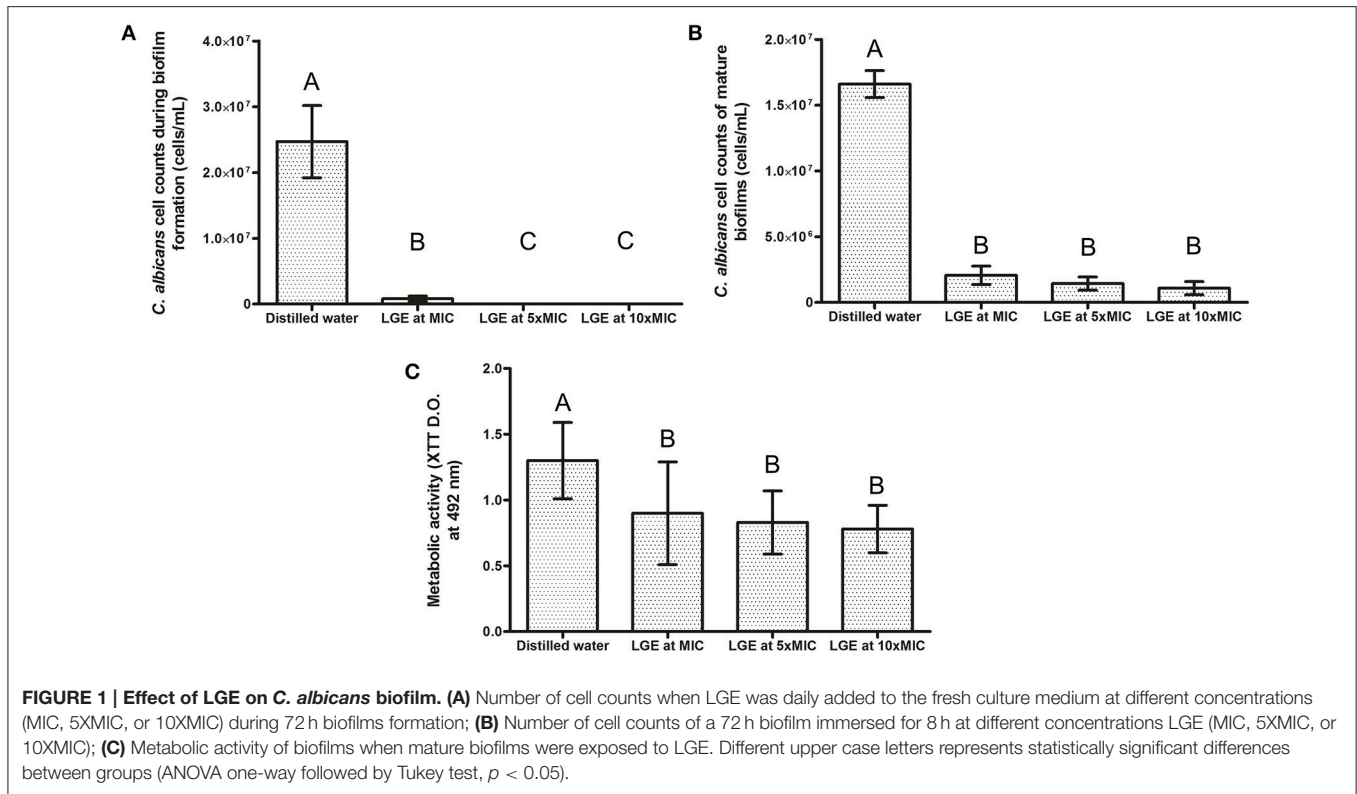 A
C. albicans cell counts during biofilm
formation (cells/mL)
4.0×10⁷
3.0×10⁷
2.0×10⁷
1.0×10⁷
0
A
B
C
C
Distilled water
LGE at MIC
LGE at 5xMIC
LGE at 10xMIC
B
C. albicans cell counts of mature
biofilms (cells/mL)
2.0×10⁷
1.5×10⁷
1.0×10⁷
5.0×10⁶
0
A
B
B
B
Distilled water
LGE at MIC
LGE at 5xMIC
LGE at 10xMIC
C
Metabolic activity (XTT D.O.
at 492 nm)
2.0
1.5
1.0
0.5
0.0
A
B
B
B
Distilled water
LGE at MIC
LGE at 5xMIC
LGE at 10xMIC
FIGURE 1 | Effect of LGE on C. albicans biofilm. (A) Number of cell counts when LGE was daily added to the fresh culture medium at different concentrations
(MIC, 5XMIC, or 10XMIC) during 72 h biofilms formation; (B) Number of cell counts of a 72 h biofilm immersed for 8 h at different concentrations LGE (MIC, 5XMIC, or
10XMIC); (C) Metabolic activity of biofilms when mature biofilms were exposed to LGE. Different upper case letters represents statistically significant differences
between groups (ANOVA one-way followed by Tukey test, p < 0.05).